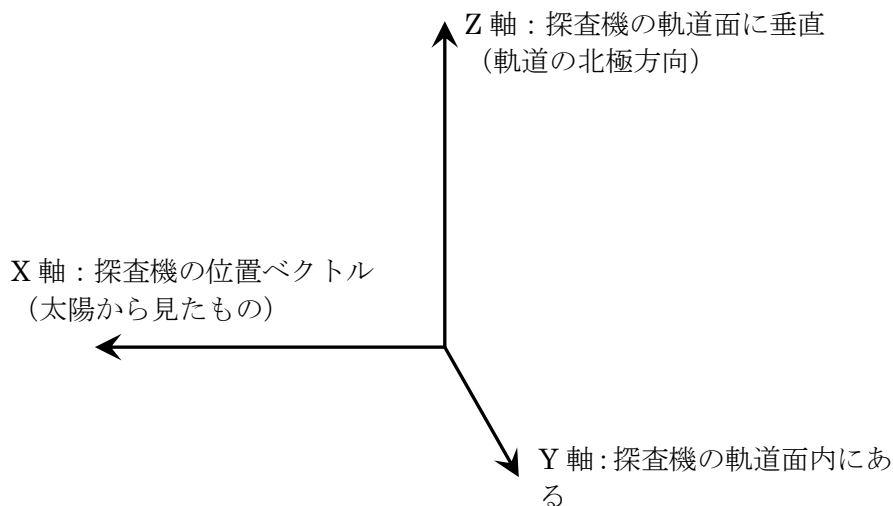 Z 軸：探査機の軌道面に垂直
（軌道の北極方向）
X 軸：探査機の位置ベクトル
（太陽から見たもの）
Y 軸：探査機の軌道面内にあ
る